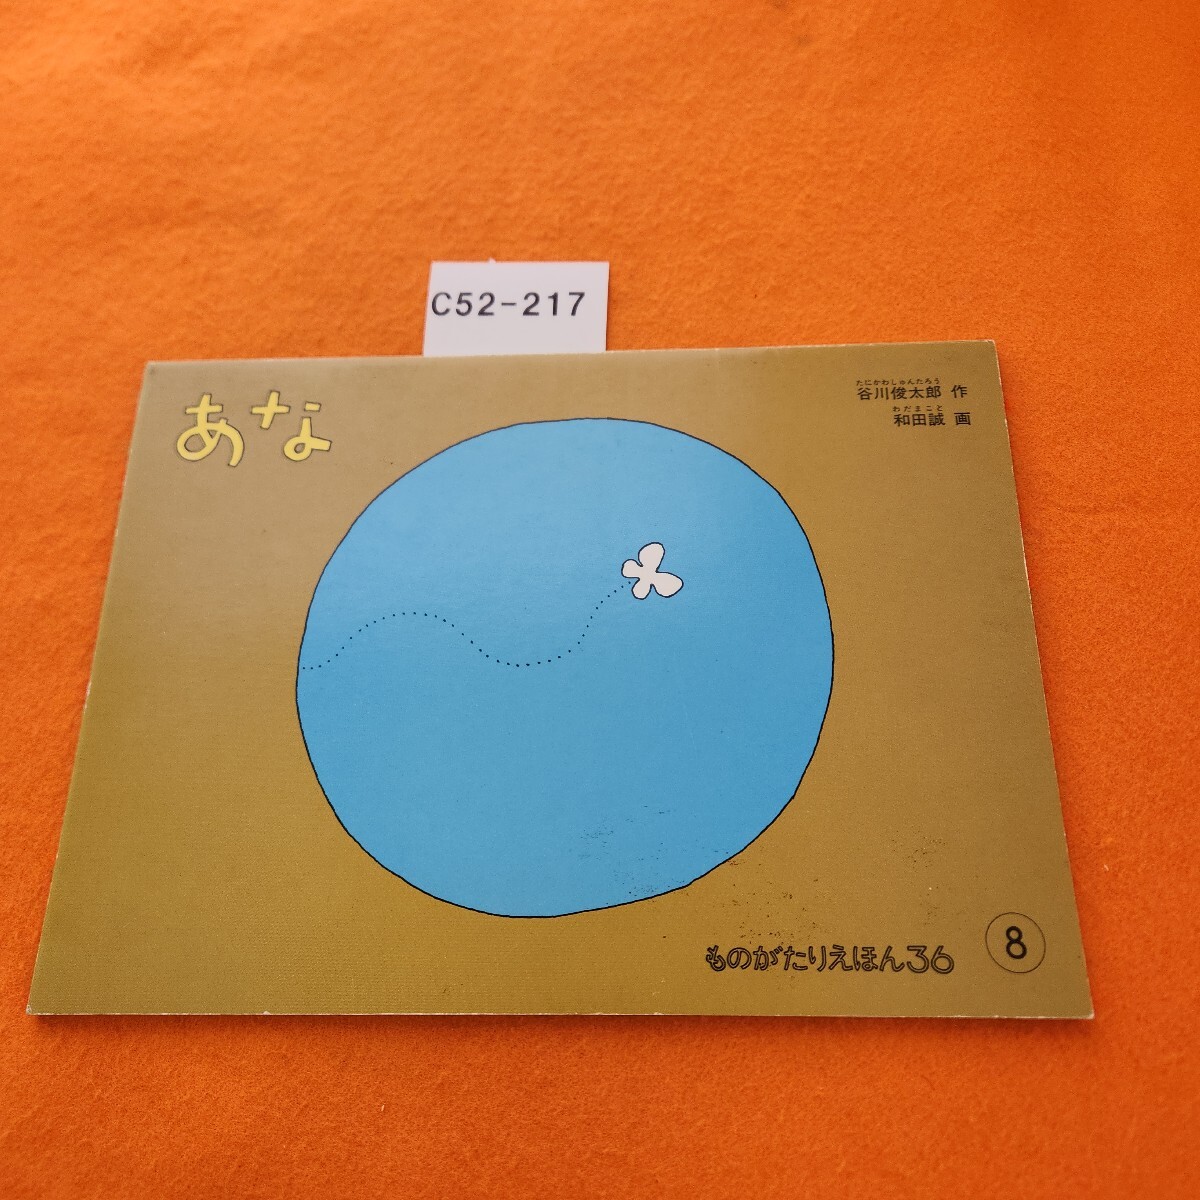 C52-217
あな
たにかわしゅんたろう
谷川俊太郎 作
わだまこと
和田誠 画
ものがたりえほん36
8